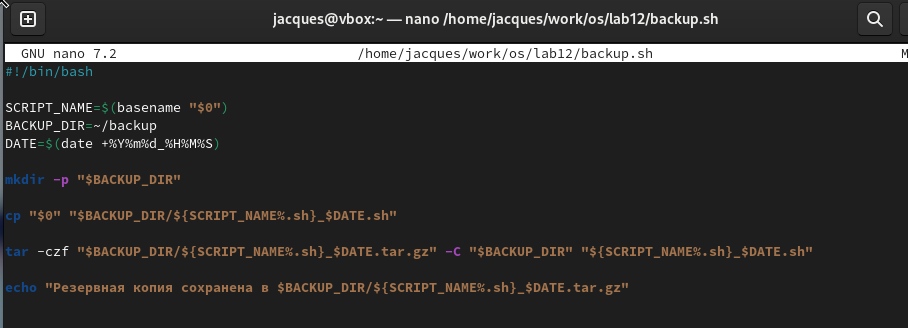 jacques@vbox:~ — nano /home/jacques/work/os/lab12/backup.sh
GNU nano 7.2 /home/jacques/work/os/lab12/backup.sh M
#!/bin/bash
SCRIPT_NAME=$(basename "$0")
BACKUP_DIR=~/backup
DATE=$(date +%Y%m%d_%H%M%S)
mkdir -p "$BACKUP_DIR"
cp "$0" "$BACKUP_DIR/${SCRIPT_NAME%.sh}_$DATE.sh"
tar -czf "$BACKUP_DIR/${SCRIPT_NAME%.sh}_$DATE.tar.gz" -C "$BACKUP_DIR" "${SCRIPT_NAME%.sh}_$DATE.sh"
echo "Резервная копия сохранена в $BACKUP_DIR/${SCRIPT_NAME%.sh}_$DATE.tar.gz"